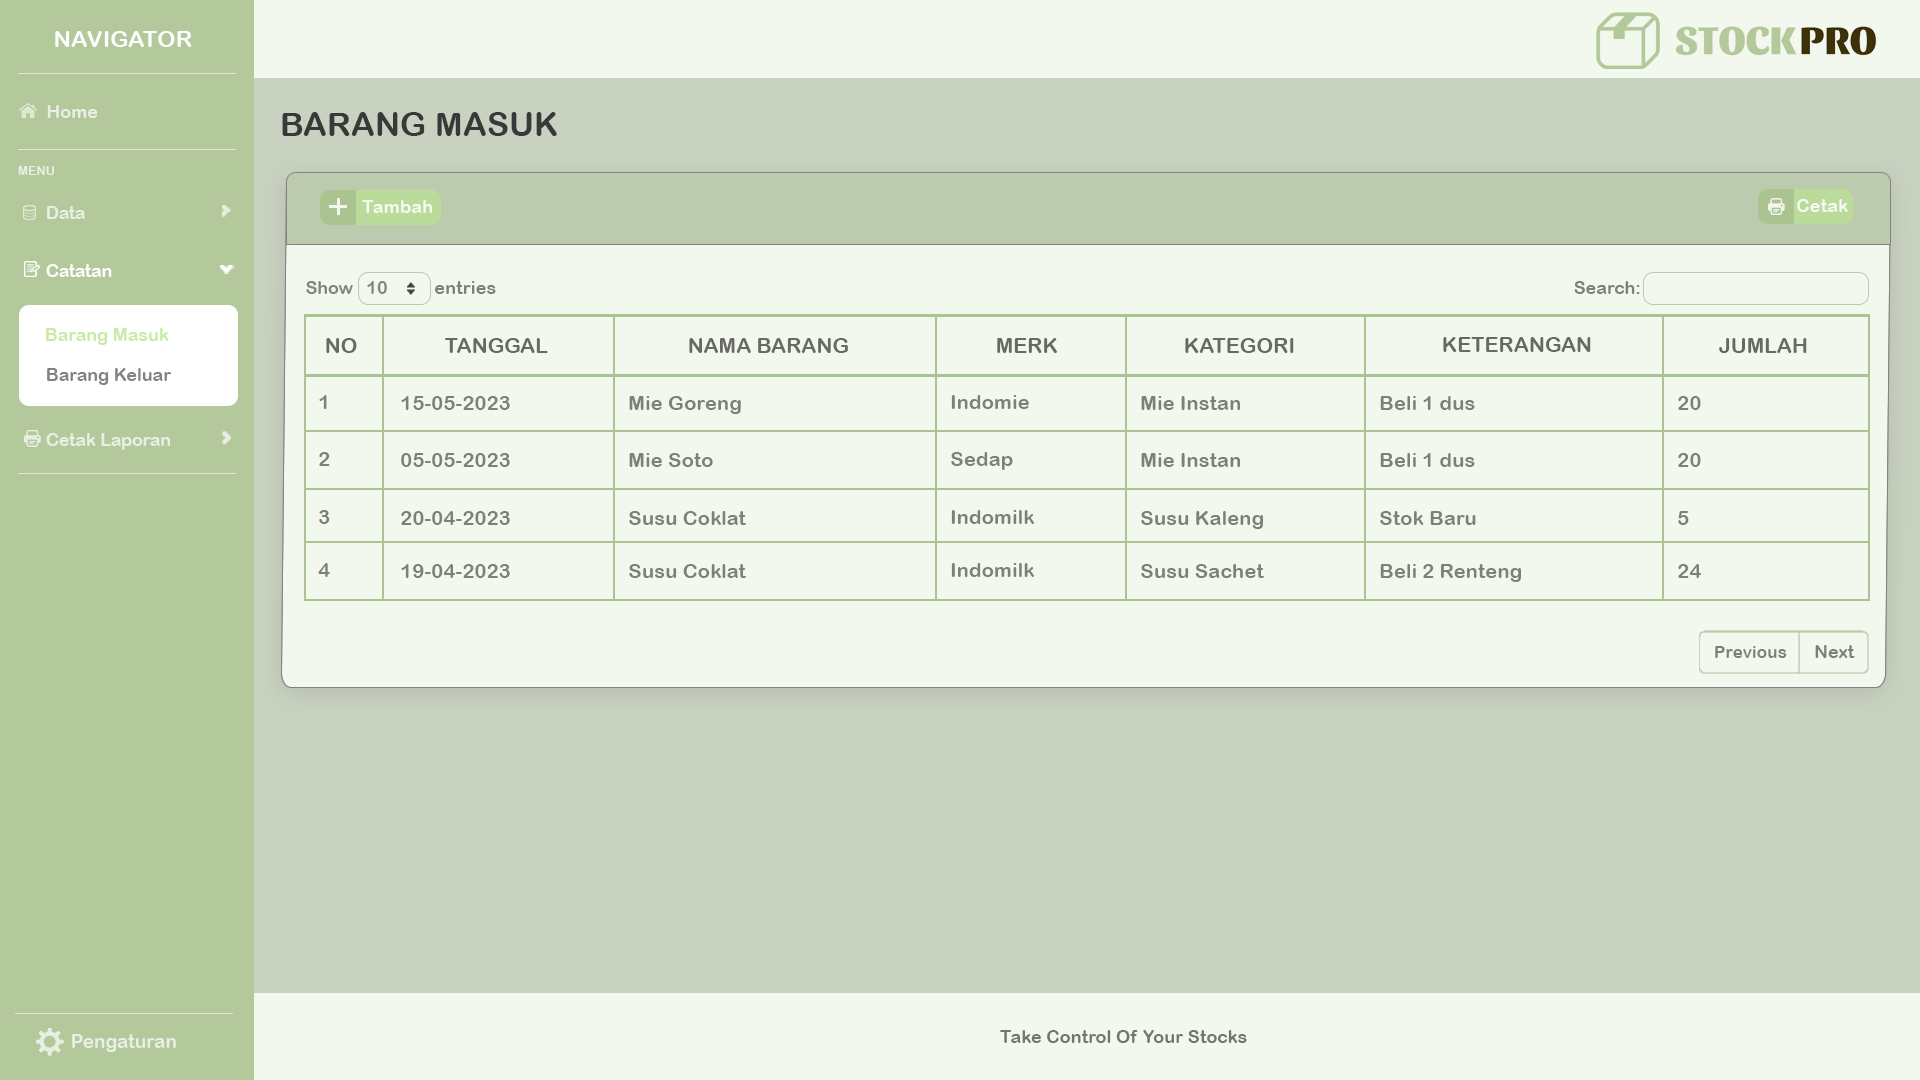 NAVIGATOR
STOCKPRO
Home
MENU
Data
Catatan
Barang Masuk
Barang Keluar
Cetak Laporan
Pengaturan
BARANG MASUK
Tambah
Cetak
Show 10 entries
Search:
NO TANGGAL NAMA BARANG MERK KATEGORI KETERANGAN JUMLAH
1 15-05-2023 Mie Goreng Indomie Mie Instan Beli 1 dus 20
2 05-05-2023 Mie Soto Sedap Mie Instan Beli 1 dus 20
3 20-04-2023 Susu Coklat Indomilk Susu Kaleng Stok Baru 5
4 19-04-2023 Susu Coklat Indomilk Susu Sachet Beli 2 Renteng 24
Previous Next
Take Control Of Your Stocks